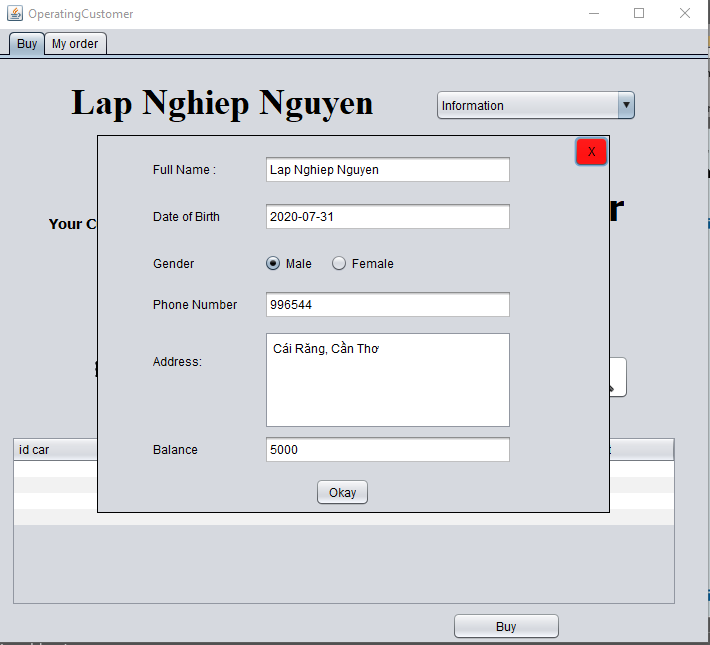 OperatingCustomer
Buy
My order
Lap Nghiep Nguyen
Information
X
Full Name :
Lap Nghiep Nguyen
Date of Birth
2020-07-31
Your C
r
Gender
Male
Female
Phone Number
996544
Address:
Cái Răng, Cần Thơ
id car
Balance
5000
Okay
Buy